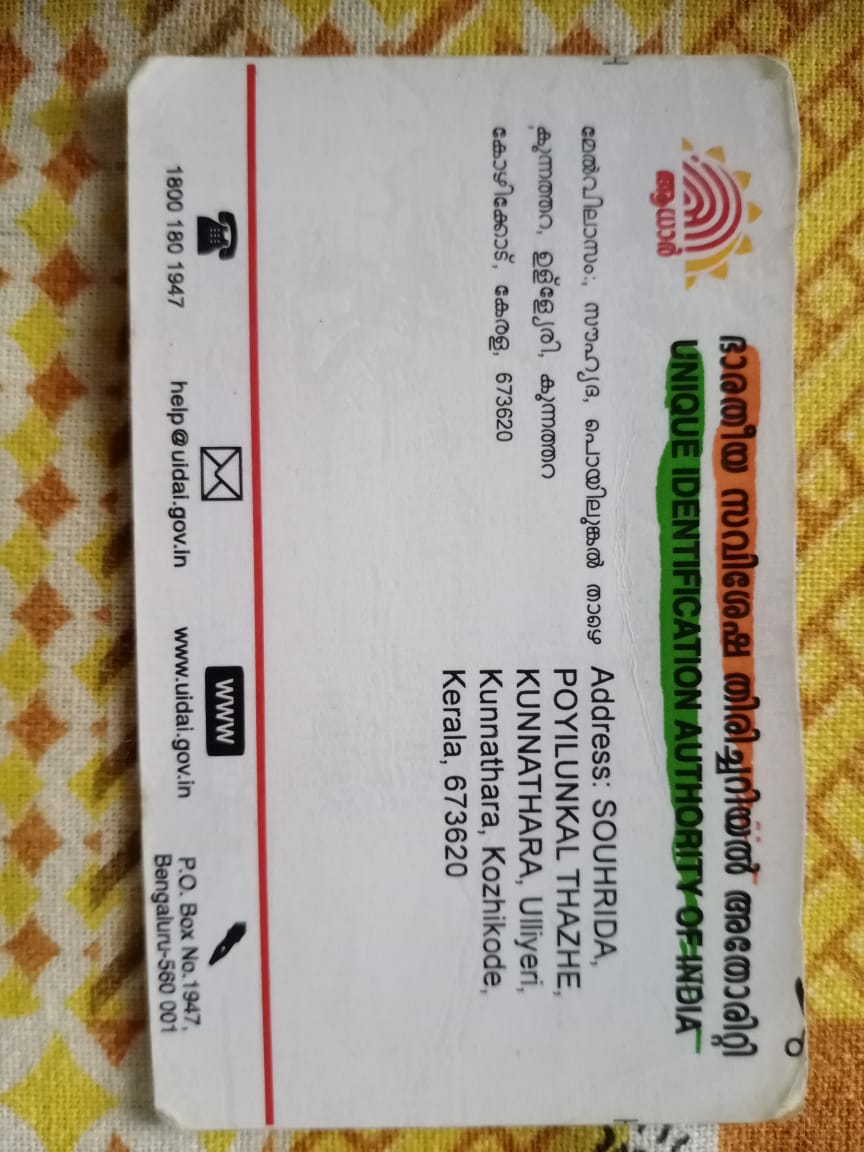 ആധാർ
ഭാരതീയ സവിശേഷ തിരിച്ചറിയൽ അതോരിറ്റി
UNIQUE IDENTIFICATION AUTHORITY OF INDIA
മേൽവിലാസം:, സൗഹൃദ, പൊയിലുങ്കൽ താഴെ
കുന്നത്തറ, ഉള്ള്യേരി, കുന്നത്തറ
കോഴിക്കോട്, കേരള, 673620
Address: SOUHRIDA,
POYILUNKAL THAZHE,
KUNNATHARA, Ulliyeri,
Kunnathara, Kozhikode,
Kerala, 673620
1800 180 1947
help@uidai.gov.in
WWW
www.uidai.gov.in
P.O. Box No.1947,
Bengaluru-560 001